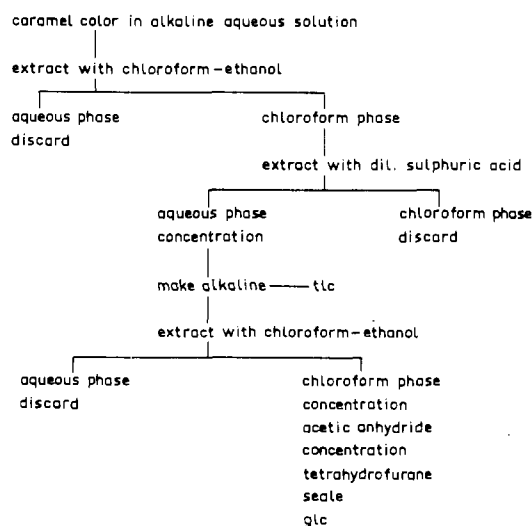 caramel color in alkaline aqueous solution
extract with chloroform-ethanol
aqueous phase
discard
chloroform phase
extract with dil. sulphuric acid
aqueous phase
concentration
chloroform phase
discard
make alkaline — tlc
extract with chloroform-ethanol
aqueous phase
discard
chloroform phase
concentration
acetic anhydride
concentration
tetrahydrofurane
seale
glc